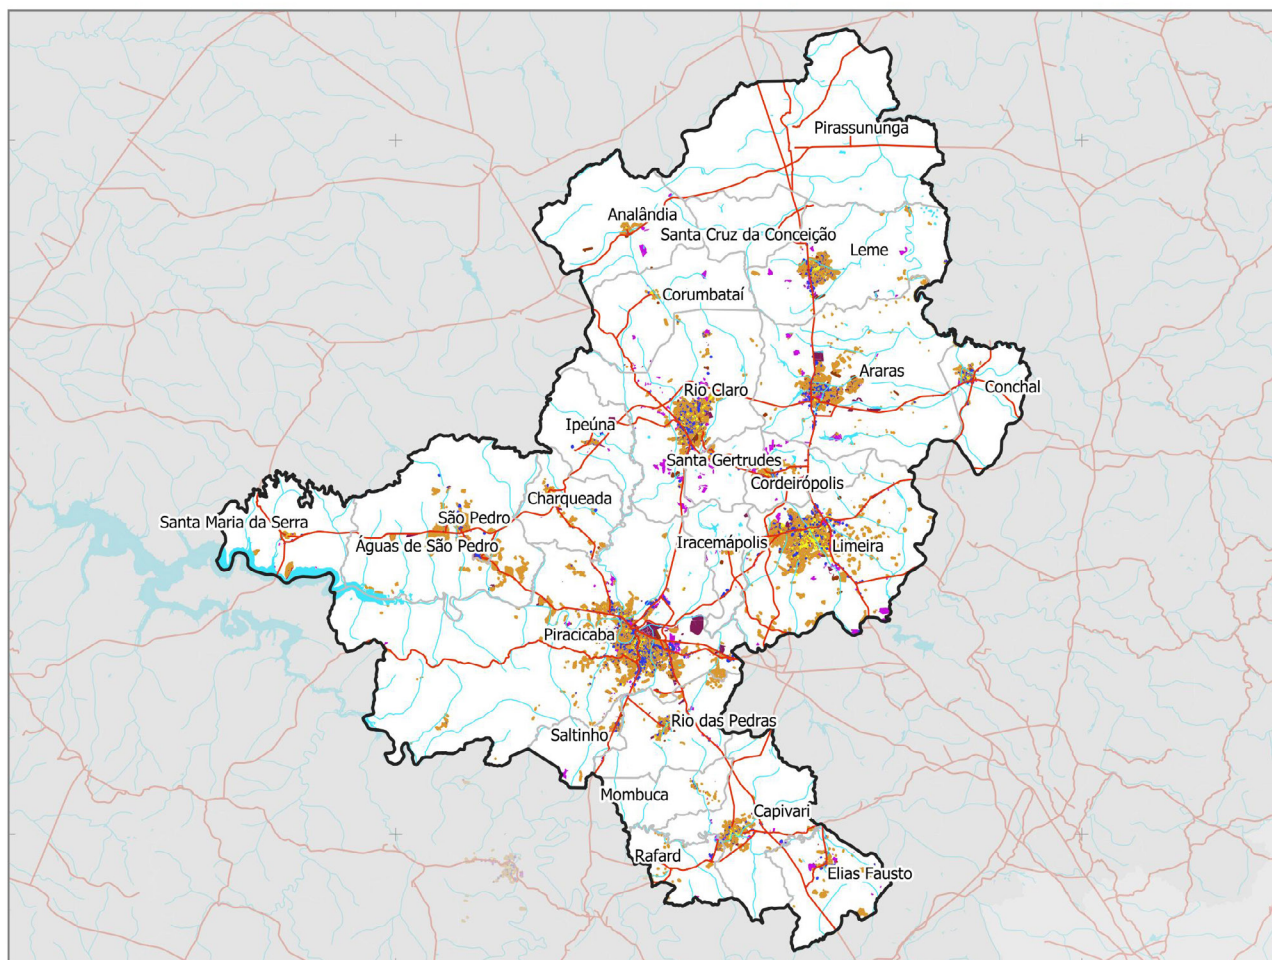 Pirassununga
Analândia
Santa Cruz da Conceição
Leme
Corumbataí
Araras
Conchal
Rio Claro
Ipeúna
Santa Gertrudes
Cordeirópolis
Charqueada
São Pedro
Santa Maria da Serra
Águas de São Pedro
Iracemápolis
Limeira
Piracicaba
Rio das Pedras
Saltinho
Mombuca
Capivari
Rafard
Elias Fausto